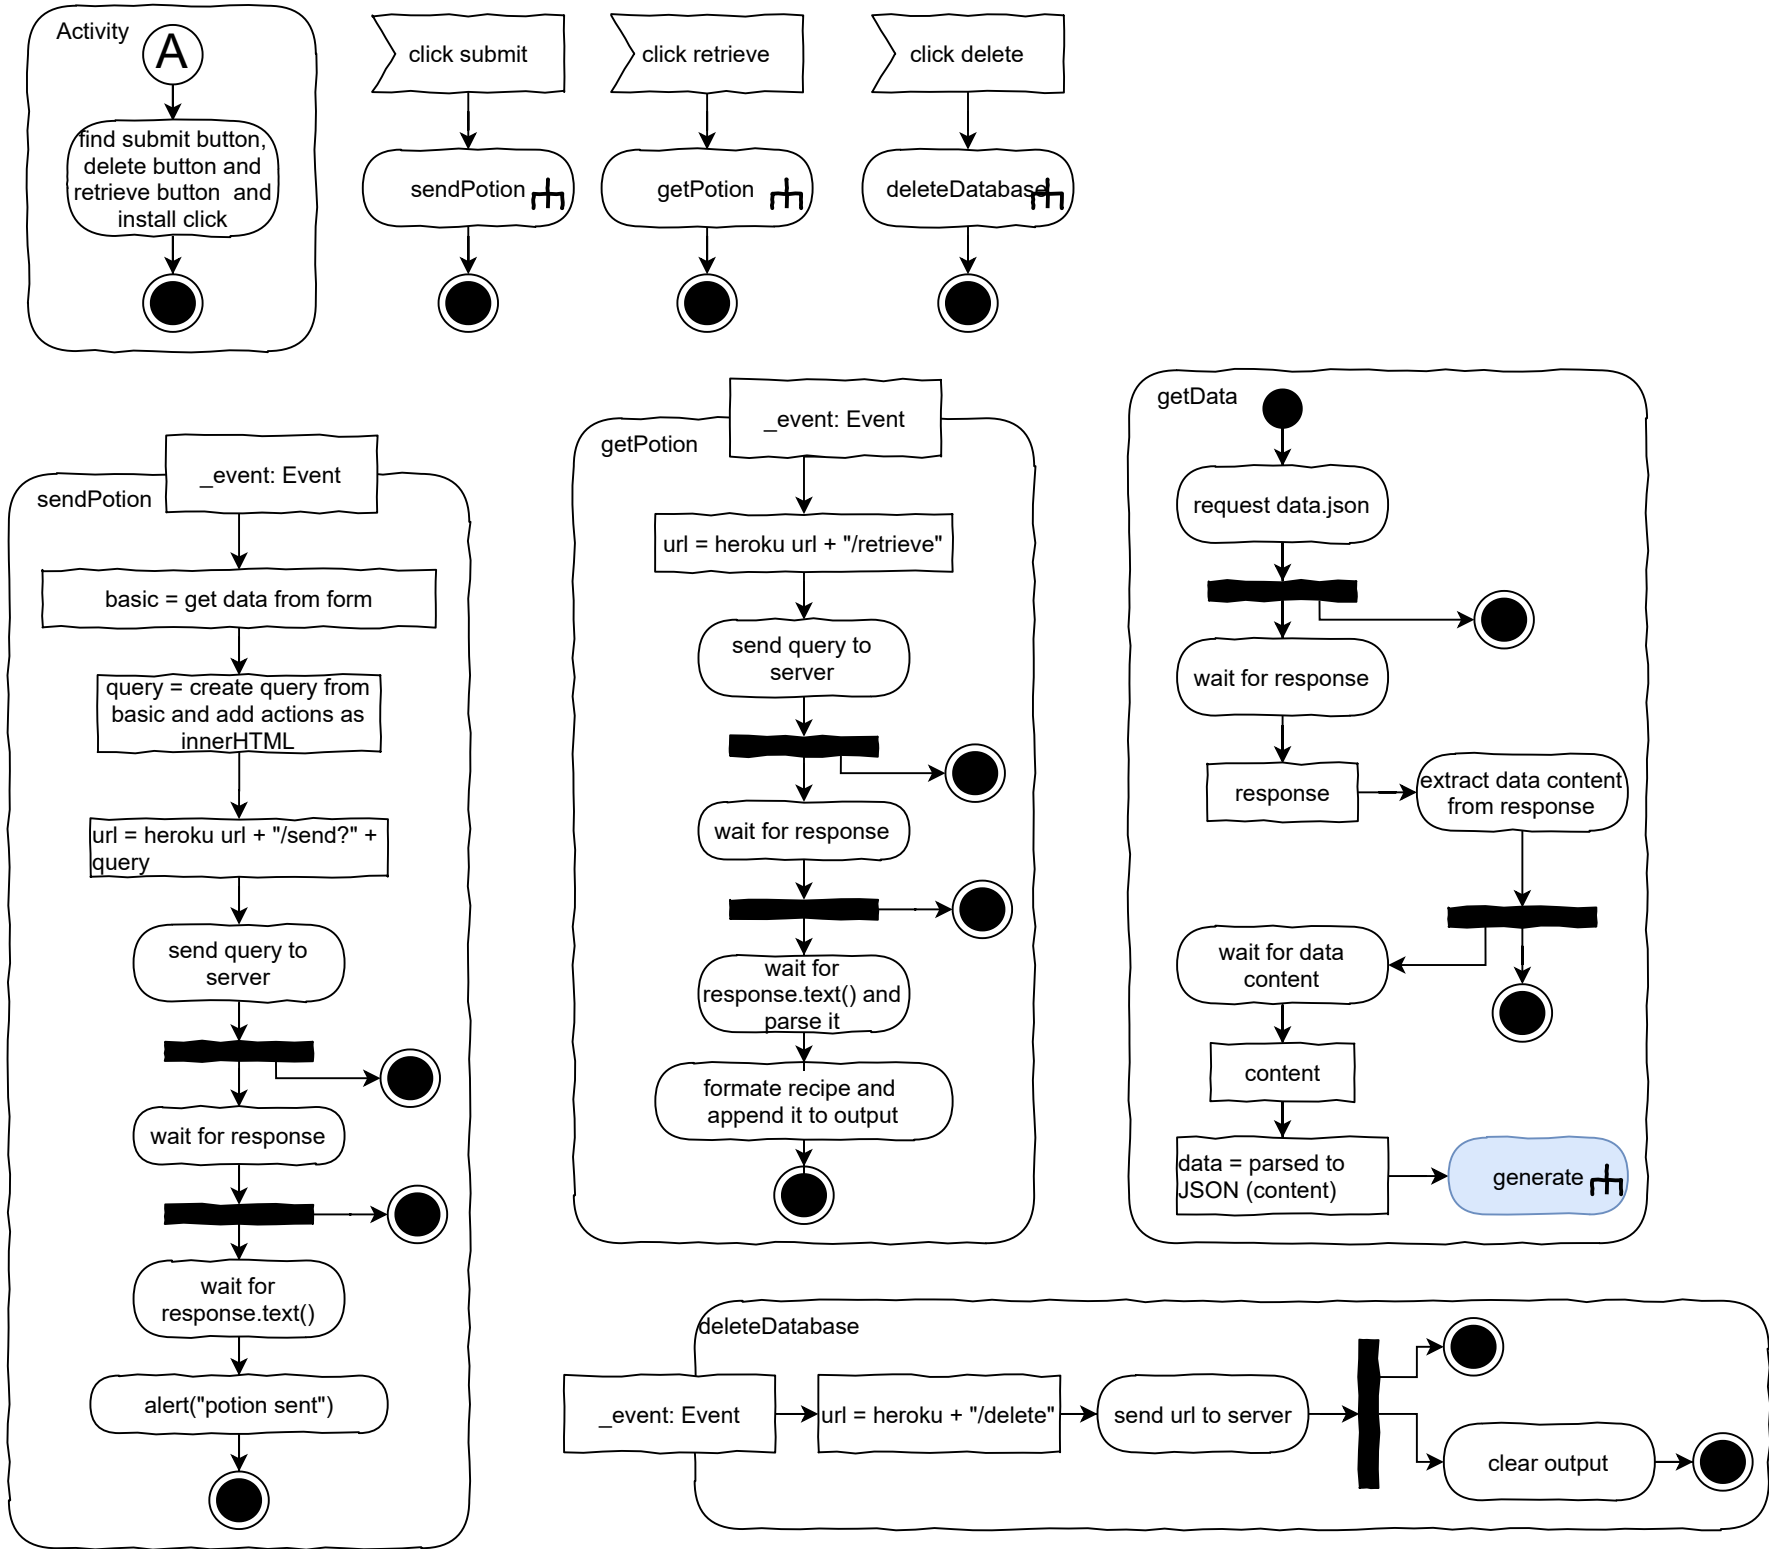 Activity
A
find submit button,
delete button and
retrieve button  and
install click
click submit
sendPotion
click retrieve
getPotion
click delete
deleteDatabase
sendPotion
_event: Event
basic = get data from form
query = create query from
basic and add actions as
innerHTML
url = heroku url + "/send?" +
query
send query to
server
wait for response
wait for
response.text()
alert("potion sent")
getPotion
_event: Event
url = heroku url + "/retrieve"
send query to
server
wait for response
wait for
response.text() and
parse it
formate recipe and
append it to output
getData
request data.json
wait for response
response
extract data content
from response
wait for data
content
content
data = parsed to
JSON (content)
generate
deleteDatabase
_event: Event
url = heroku + "/delete"
send url to server
clear output